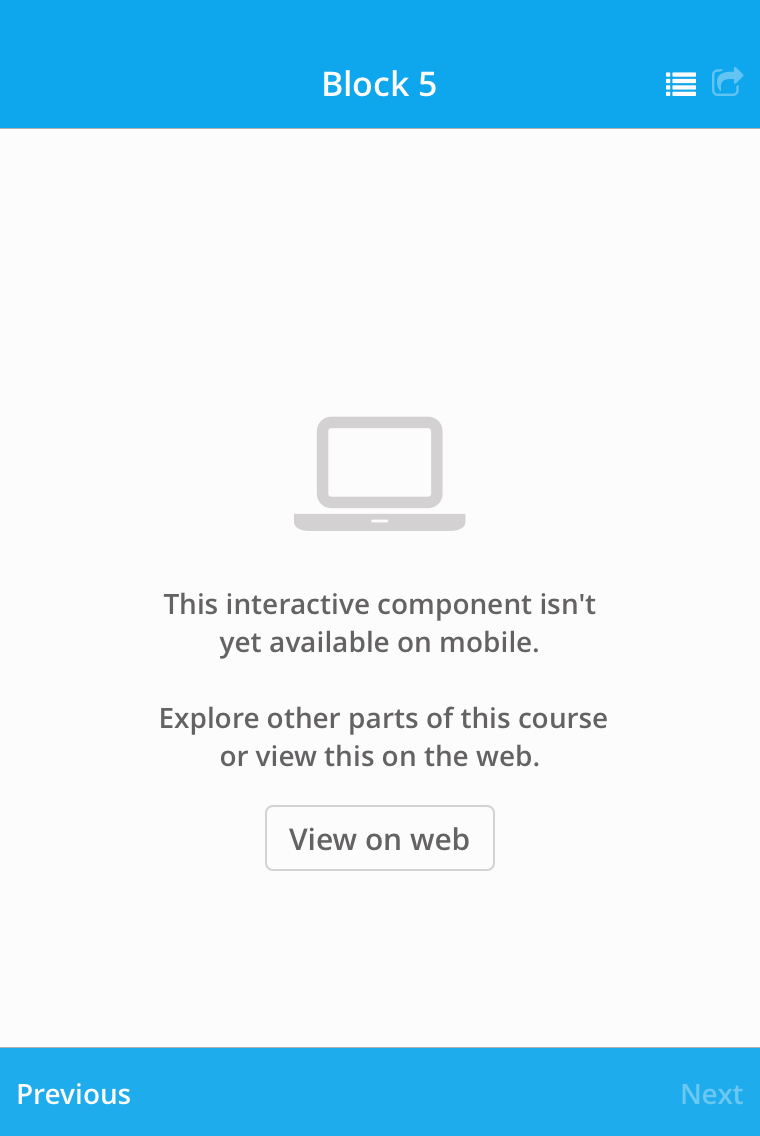 Block 5
This interactive component isn't
yet available on mobile.
Explore other parts of this course
or view this on the web.
View on web
Previous
Next